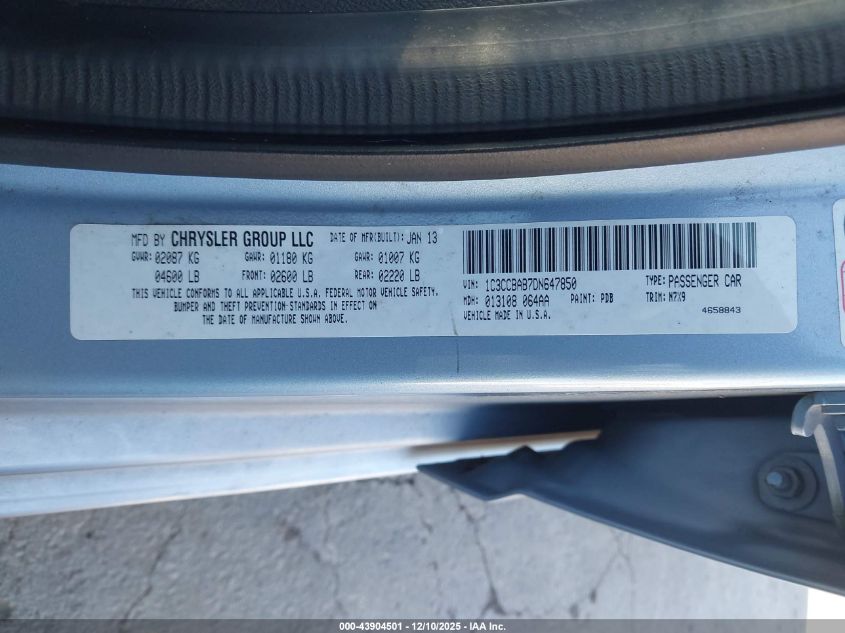 MFD BY CHRYSLER GROUP LLC DATE OF MFR(BUILT): JAN 13
GVWR: 02087 KG GAWR: 01180 KG GAWR: 01007 KG
04600 LB FRONT: 02600 LB REAR: 02220 LB
THIS VEHICLE CONFORMS TO ALL APPLICABLE U.S.A. FEDERAL MOTOR VEHICLE SAFETY,
BUMPER AND THEFT PREVENTION STANDARDS IN EFFECT ON
THE DATE OF MANUFACTURE SHOWN ABOVE.
VIN: 1C3CCBAB7DN647850 TYPE: PASSENGER CAR
MDH: 013108 064AA PAINT: PDB TRIM: N7X9
VEHICLE MADE IN U.S.A. 4658843
000-43904501 - 12/10/2025 - IAA Inc.